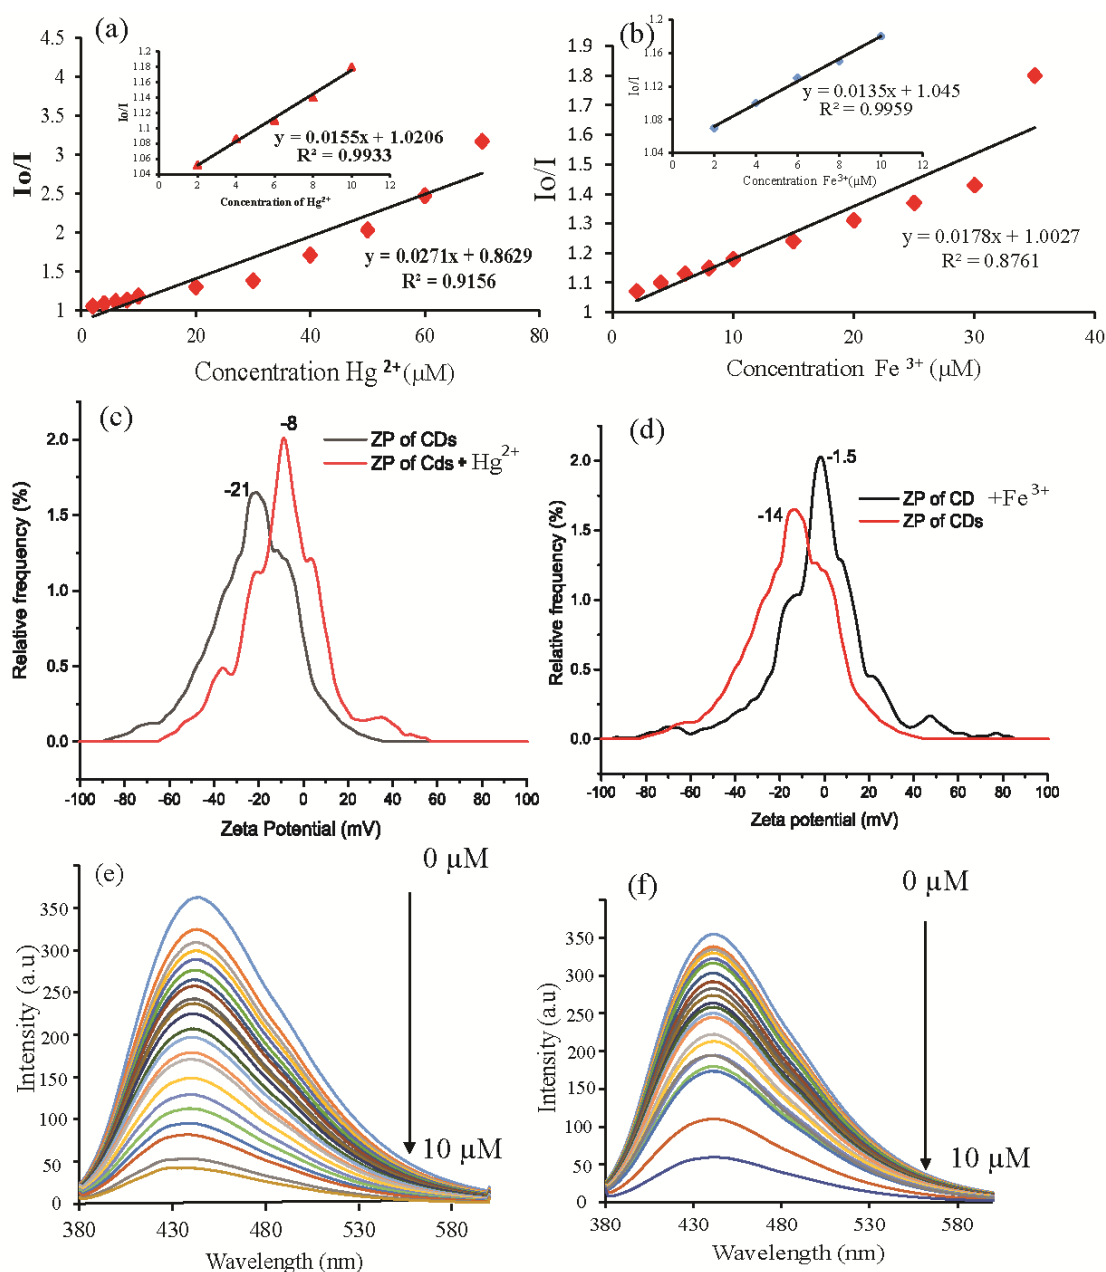 (a)
4.5
4
3.5
3
2.5
2
1.5
1
0 20 40 60 80
Io/I
Concentration Hg 2+(μM)
y = 0.0271x + 0.8629
R² = 0.9156
1.2
1.18
1.16
1.14
1.12
1.1
1.08
1.06
1.04
0 2 4 6 8 10 12
Io/I
Concentration of Hg2+
y = 0.0155x + 1.0206
R² = 0.9933
(b)
1.9
1.8
1.7
1.6
1.5
1.4
1.3
1.2
1.1
1
0 10 20 30 40
Io/I
Concentration Fe 3+ (μM)
y = 0.0178x + 1.0027
R² = 0.8761
1.2
1.16
1.12
1.08
1.04
0 2 4 6 8 10 12
Io/I
Concentration Fe3+(μM)
y = 0.0135x + 1.045
R² = 0.9959
(c)
-8
-21
ZP of CDs
ZP of Cds + Hg2+
2.0
1.5
1.0
0.5
0.0
-100 -80 -60 -40 -20 0 20 40 60 80 100
Relative frequency (%)
Zeta Potential (mV)
(d)
-1.5
-14
ZP of CD +Fe3+
ZP of CDs
2.0
1.5
1.0
0.5
0.0
-100 -80 -60 -40 -20 0 20 40 60 80 100
Relative frequency (%)
Zeta potential (mV)
(e)
0 μM
10 μM
350
300
250
200
150
100
50
0
380 430 480 530 580
Intensity (a.u)
Wavelength (nm)
(f)
0 μM
10 μM
350
300
250
200
150
100
50
0
380 430 480 530 580
Intensity (a.u)
Wavelength (nm)